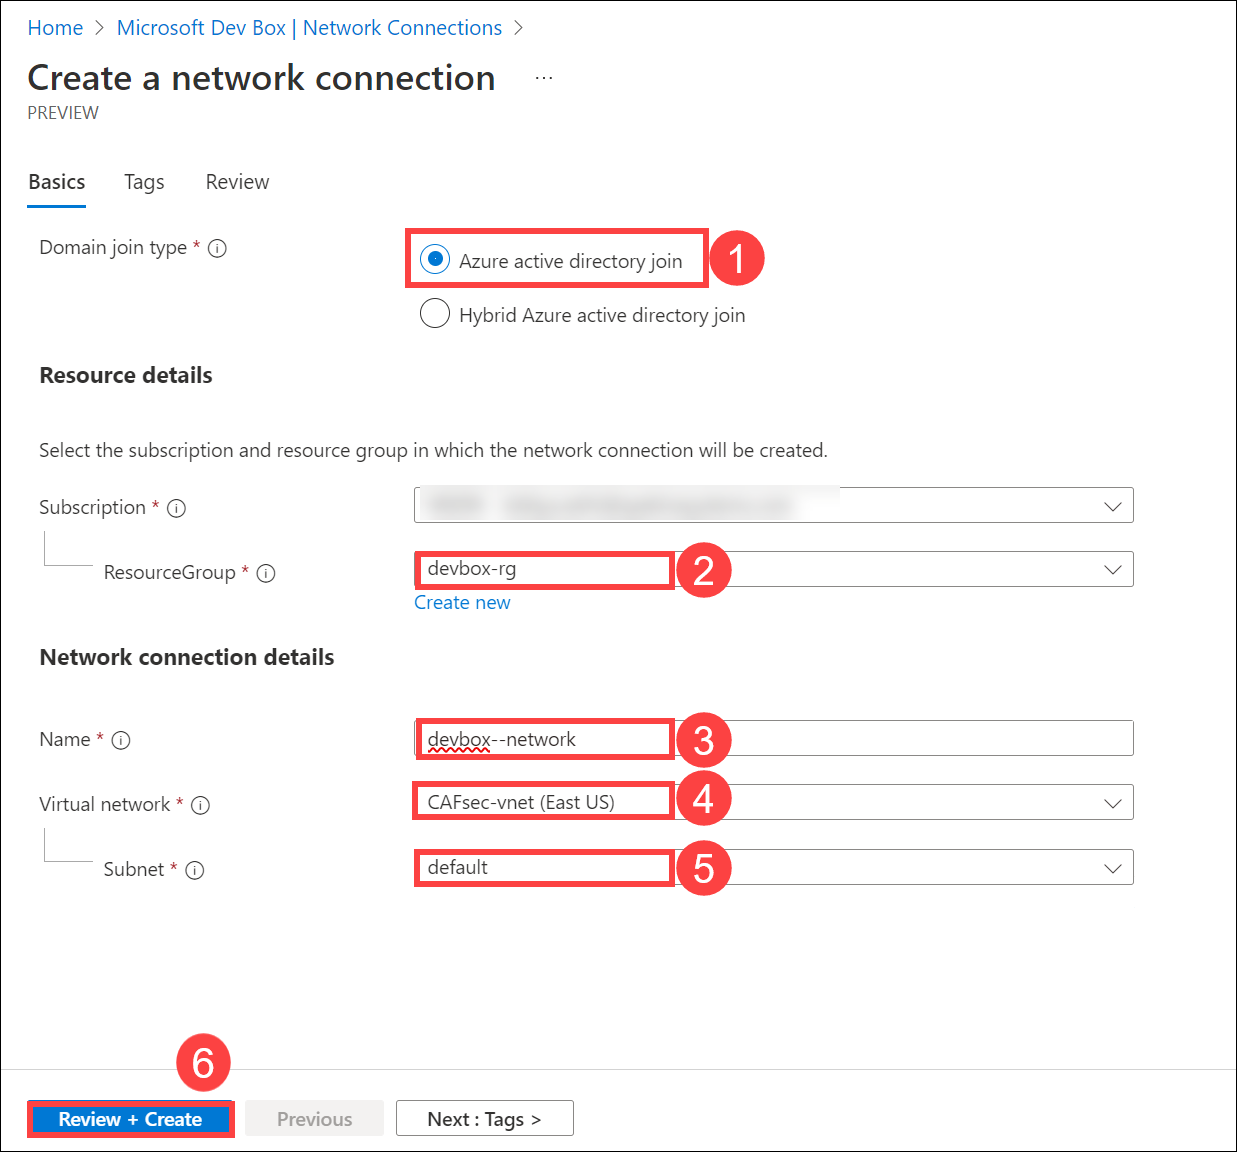 Home > Microsoft Dev Box | Network Connections >
Create a network connection ...
PREVIEW
Basics Tags Review
Domain join type * Azure active directory join 1
Hybrid Azure active directory join
Resource details
Select the subscription and resource group in which the network connection will be created.
Subscription *
ResourceGroup * devbox-rg 2
Create new
Network connection details
Name * devbox--network 3
Virtual network * CAFsec-vnet (East US) 4
Subnet * default 5
6
Review + Create Previous Next : Tags >